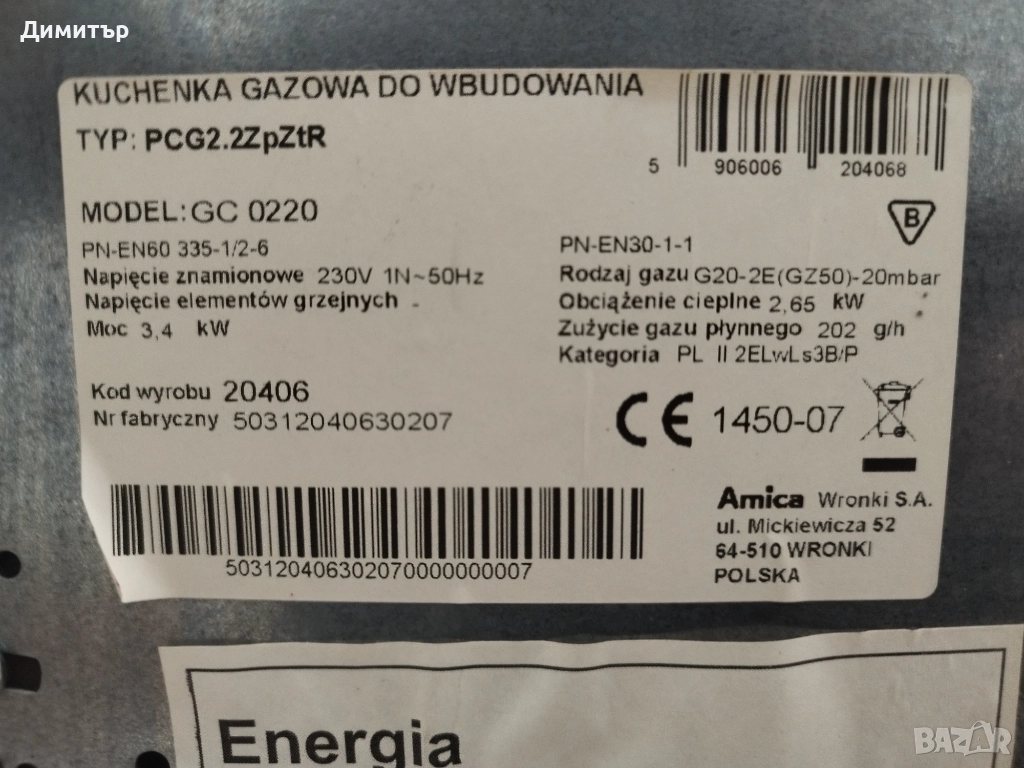 Димитър
KUCHENKA GAZOWA DO WBUDOWANIA
TYP: PCG2.2ZpZtR
5 906006 204068
MODEL: GC 0220
B
PN-EN60 335-1/2-6
Napięcie znamionowe 230V 1N~50Hz
Napięcie elementów grzejnych -
Moc 3,4 kW
PN-EN30-1-1
Rodzaj gazu G20-2E(GZ50)-20mbar
Obciążenie cieplne 2,65 kW
Zużycie gazu płynnego 202 g/h
Kategoria PL II 2ELwLs3B/P
Kod wyrobu 20406
Nr fabryczny 50312040630207
CE 1450-07
503120406302070000000007
Amica Wronki S.A.
ul. Mickiewicza 52
64-510 WRONKI
POLSKA
Energia
BAZAR